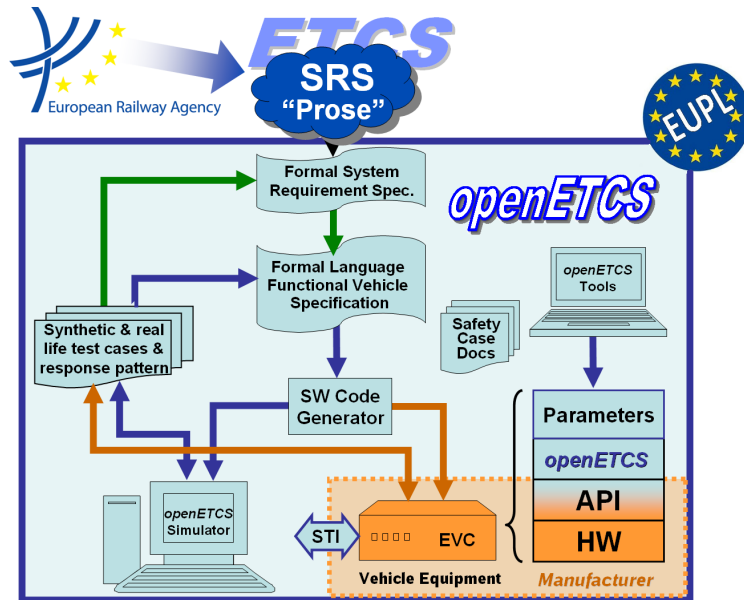 ETCS
European Railway Agency
SRS
“Prose”
EUPL
Formal System
Requirement Spec.
openETCS
Formal Language
Functional Vehicle
Specification
openETCS
Tools
Synthetic & real
life test cases &
response pattern
Safety
Case
Docs
SW Code
Generator
Parameters
openETCS
API
HW
openETCS
Simulator
STI
EVC
Vehicle Equipment
Manufacturer